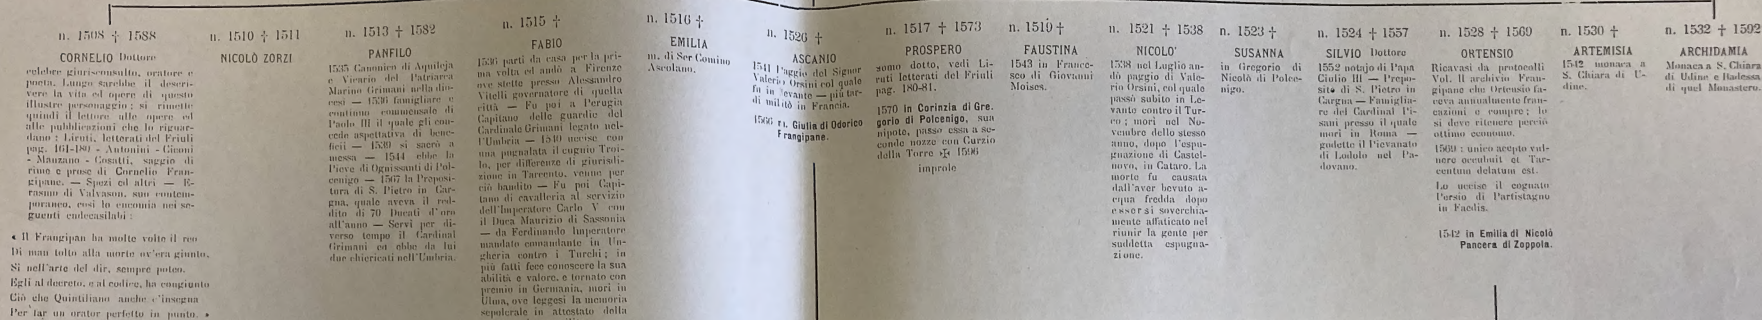 n. 1508 † 1588
CORNELIO Dottore
celebre giurisconsulto, oratore e
poeta. Lungo sarebbe il descri-
vere la vita ed opere di questo
illustre personaggio; si rimette
quindi il lettore alle opere ed
alle pubblicazioni che lo riguar-
dano: Liruti, letterati del Friuli
pag. 161-180 - Antonini - Ciconi
- Manzano - Cosatti, saggio di
rime e prose di Cornelio Fran-
gipane. — Spezi ed altri — E-
rasmo di Valvason, suo contem-
poraneo, così lo encomia nei se-
guenti endecasilabi:
« Il Frangipan ha molte volte il reo
Di man tolto alla morte ov'era giunto,
Si nell'arte del dir, sempre poteo.
Egli al decreto, e al codice, ha congiunto
Ciò che Quintiliano anche c'insegna
Per far un orator perfetto in punto. »
n. 1510 † 1511
NICOLÒ ZORZI
n. 1513 † 1582
PANFILO
1535 Canonico di Aquileja
e Vicario del Patriarca
Marino Grimani nella dio-
cesi — 1536 famigliare e
continuo commensale di
Paolo III il quale gli con-
cede aspettativa di bene-
ficii — 1539 si sacrò a
messa — 1544 ebbe la
Pieve di Ognissanti di Pol-
cenigo — 1567 la Preposi-
tura di S. Pietro in Car-
gna, quale aveva il red-
dito di 70 Ducati d'oro
all'anno — Servì per di-
verso tempo il Cardinal
Grimani ed ebbe da lui
due chiericati nell'Umbria.
n. 1515 †
FABIO
1536 partì da casa per la pri-
ma volta ed andò a Firenze
ove stette presso Alessandro
Vitelli governatore di quella
città — Fu poi a Perugia
Capitano delle guardie del
Cardinale Grimani legato nel-
l'Umbria — 1540 uccise con
una pugnalata il cugnio Troi-
lo, per differenze di giurisdi-
zione in Tarcento, venne per
ciò bandito — Fu poi Capi-
tano di cavalleria al servizio
dell'Imperatore Carlo V con
il Duca Maurizio di Sassonia
— da Ferdinando Imperatore
mandato comandante in Un-
gheria contro i Turchi; in
più fatti fece conoscere la sua
abilità e valore, e tornato con
premio in Germania, morì in
Ulma, ove leggesi la memoria
sepolcrale in attestato della
n. 1516 †
EMILIA
m. di Ser Comino
Ascolano.
n. 1526 †
ASCANIO
1541 Paggio del Signor
Valerio Orsini col quale
fu in Levante — più tar-
di militò in Francia.
1566 m. Giulia di Odorico
Frangipane.
n. 1517 † 1573
PROSPERO
somo dotto, vedi Li-
ruti letterati del Friuli
pag. 180-81.
1570 in Corinzia di Gre-
gorio di Polcenigo, sua
nipote, passò essa a se-
conde nozze con Curzio
della Torre ✠ 1596
improle
n. 1519 †
FAUSTINA
1543 in France-
sco di Giovanni
Moises.
n. 1521 † 1538
NICOLO'
1538 nel Luglio an-
dò paggio di Vale-
rio Orsini, col quale
passò subito in Le-
vante contro il Tur-
co; morì nel No-
vembre dello stesso
anno, dopo l'espu-
gnazione di Castel-
novo, in Cataro. La
morte fu causata
dall'aver bevuto a-
cqua fredda dopo
essersi soverchia-
mente affaticato nel
riunir la gente per
suddetta espugna-
zione.
n. 1523 †
SUSANNA
in Gregorio di
Nicolò di Polce-
nigo.
n. 1524 † 1557
SILVIO Dottore
1552 notajo di Papa
Giulio III — Prepo-
sito di S. Pietro in
Cargna — Famiglia-
re del Cardinal Pi-
sani presso il quale
morì in Roma —
godette il Pievanato
di Lodolo nel Pa-
dovano.
n. 1528 † 1569
ORTENSIO
Ricavasi da protocolli
Vol. II archivio Fran-
gipane che Ortensio fa-
ceva annualmente fran-
cazioni e compre; lo
si deve ritenere perciò
ottimo economo.
1569: unico accepto vul-
nere occubuit et Tar-
centum delatum est.
Lo uccise il cognato
Persio di Partistagno
in Faedis.
1542 in Emilia di Nicolò
Pancera di Zoppola.
n. 1530 †
ARTEMISIA
1542 monaca a
S. Chiara di U-
dine.
n. 1532 † 1592
ARCHIDAMIA
Monaca a S. Chiara
di Udine e Badessa
di quel Monastero.